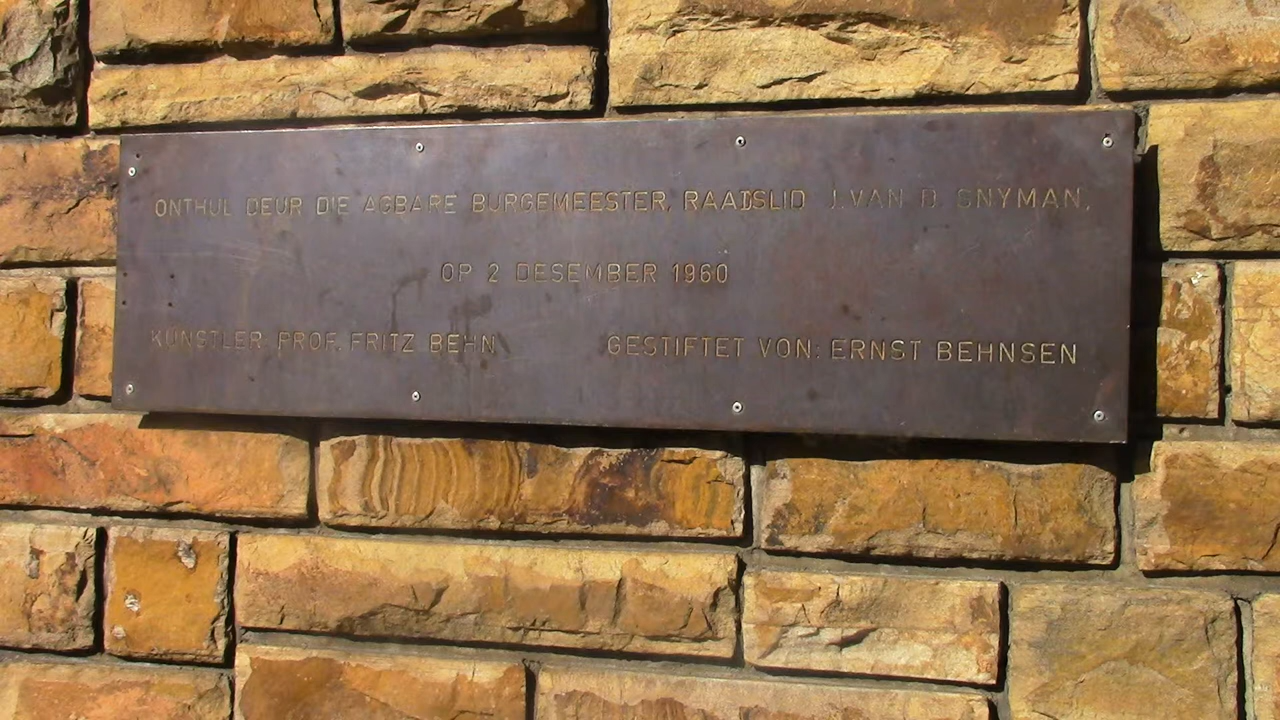 ONTHUL DEUR DIE AGBARE BURGEMEESTER, RAADSLID J. VAN D. SNYMAN,
OP 2 DESEMBER 1960
KÜNSTLER: PROF. FRITZ BEHN GESTIFTET VON: ERNST BEHNSEN